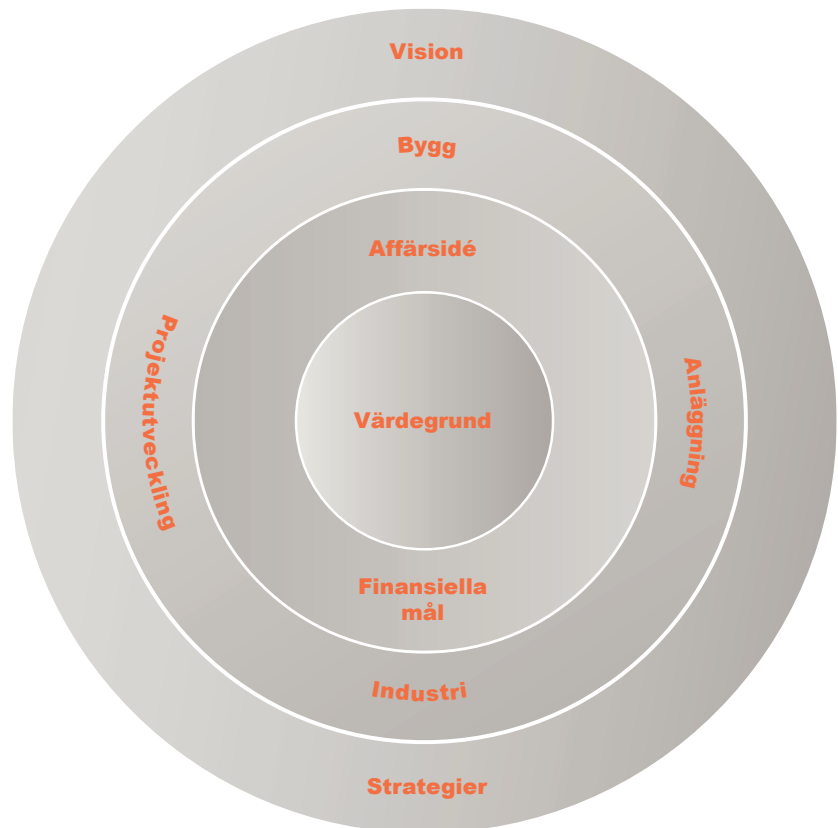 Vision
Bygg
Affärsidé
Projektutveckling
Värdegrund
Anläggning
Finansiella
mål
Industri
Strategier